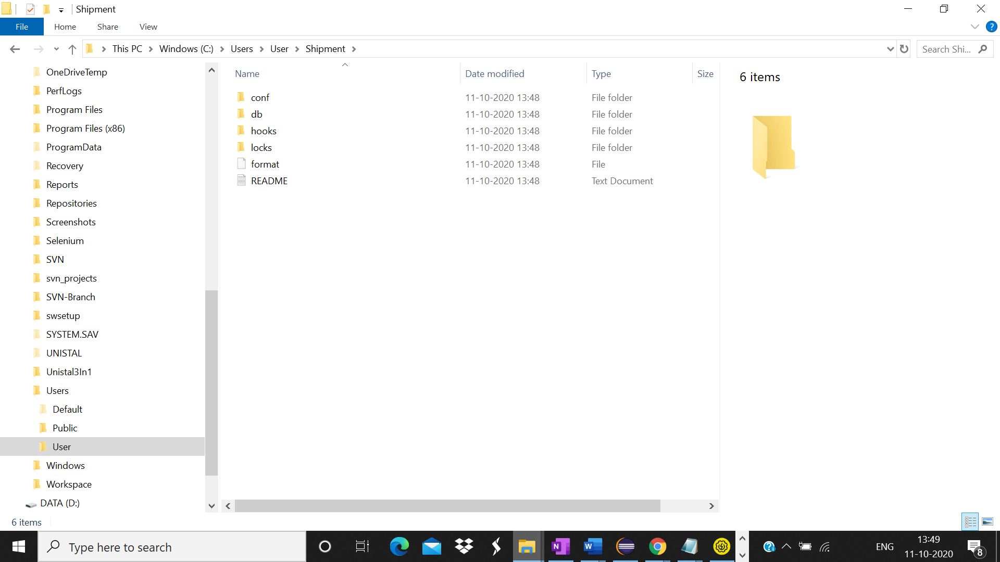 Shipment
File Home Share View
This PC Windows (C:) Users User Shipment Search Shi...
OneDriveTemp
PerfLogs
Program Files
Program Files (x86)
ProgramData
Recovery
Reports
Repositories
Screenshots
Selenium
SVN
svn_projects
SVN-Branch
swsetup
SYSTEM.SAV
UNISTAL
Unistal3In1
Users
Default
Public
User
Windows
Workspace
DATA (D:)
Name Date modified Type Size
conf 11-10-2020 13:48 File folder
db 11-10-2020 13:48 File folder
hooks 11-10-2020 13:48 File folder
locks 11-10-2020 13:48 File folder
format 11-10-2020 13:48 File
README 11-10-2020 13:48 Text Document
6 items
6 items
Type here to search
ENG
13:49
11-10-2020
8